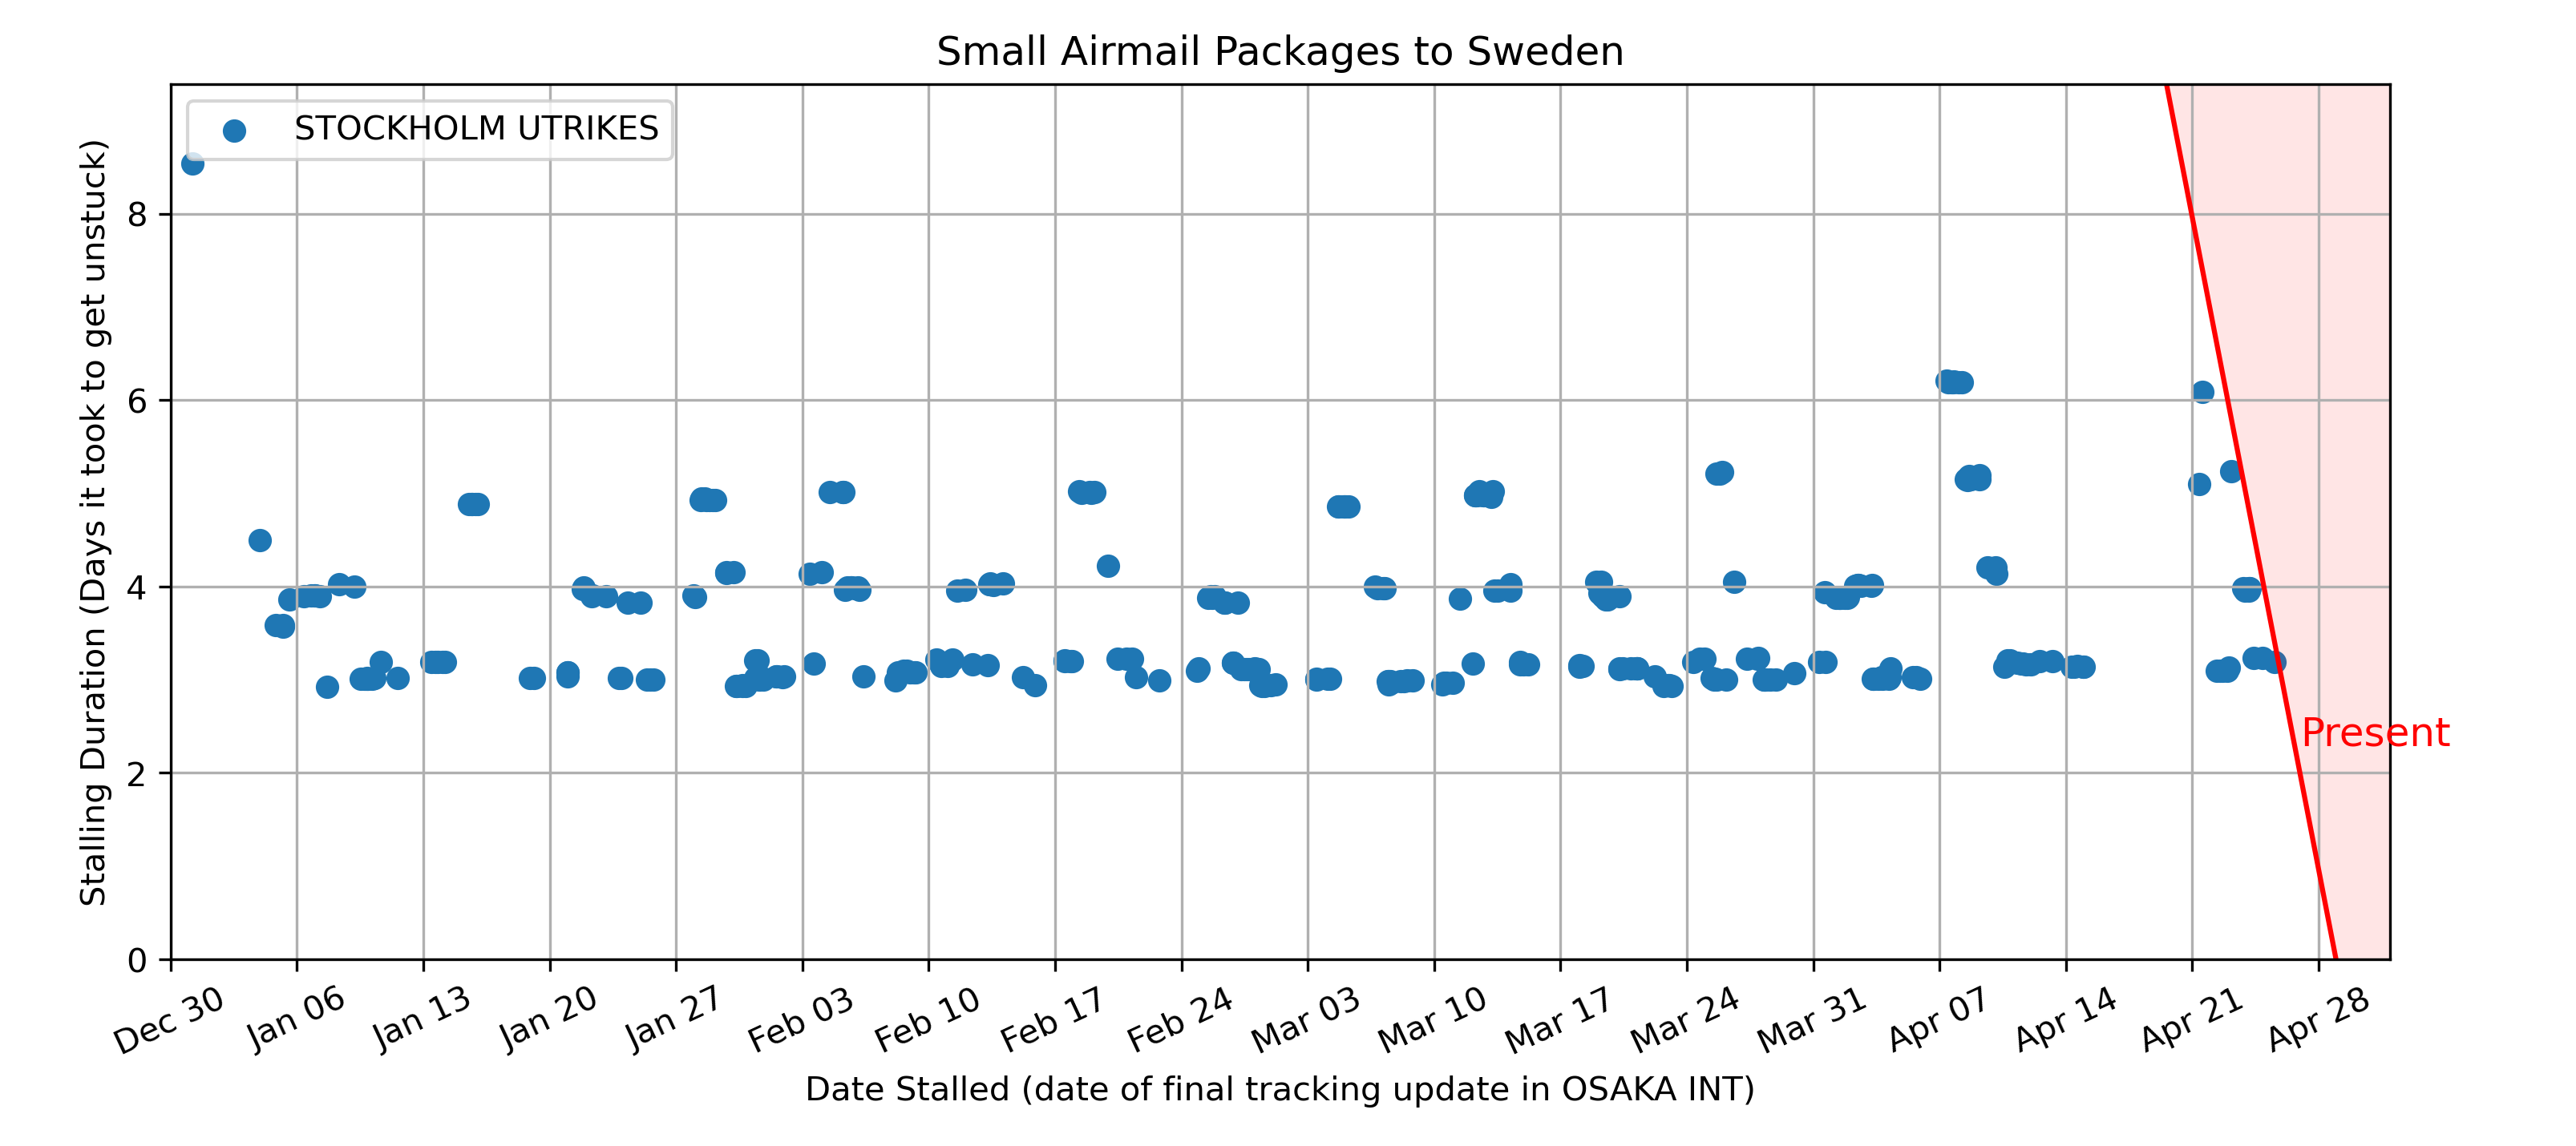 Small Airmail Packages to Sweden
STOCKHOLM UTRIKES
Stalling Duration (Days it took to get unstuck)
8
6
4
2
0
Present
Dec 30
Jan 06
Jan 13
Jan 20
Jan 27
Feb 03
Feb 10
Feb 17
Feb 24
Mar 03
Mar 10
Mar 17
Mar 24
Mar 31
Apr 07
Apr 14
Apr 21
Apr 28
Date Stalled (date of final tracking update in OSAKA INT)